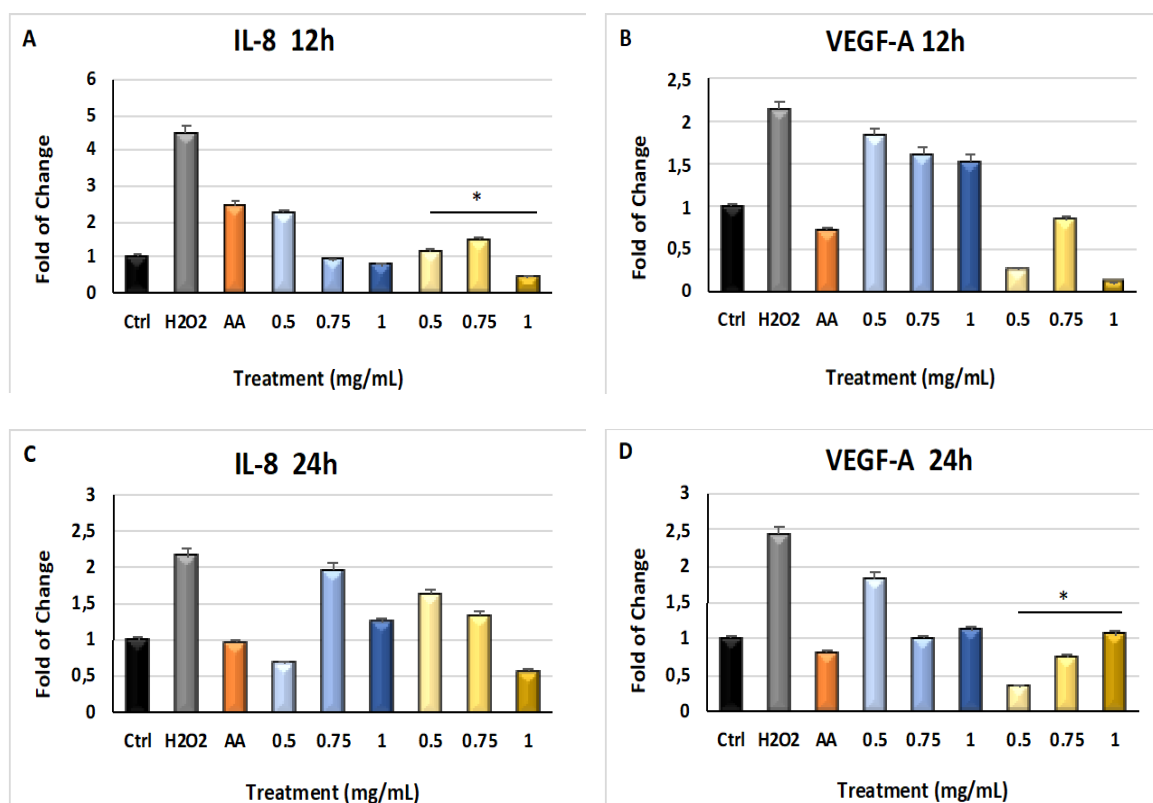 A
IL-8 12h
Fold of Change
6
5
4
3
2
1
0
*
Ctrl H2O2 AA 0.5 0.75 1 0.5 0.75 1
Treatment (mg/mL)
B
VEGF-A 12h
Fold of Change
2,5
2
1,5
1
0,5
0
Ctrl H2O2 AA 0.5 0.75 1 0.5 0.75 1
Treatment (mg/mL)
C
IL-8 24h
Fold of Change
3
2,5
2
1,5
1
0,5
0
Ctrl H2O2 AA 0.5 0.75 1 0.5 0.75 1
Treatment (mg/mL)
D
VEGF-A 24h
Fold of Change
3
2,5
2
1,5
1
0,5
0
*
Ctrl H2O2 AA 0.5 0.75 1 0.5 0.75 1
Treatment (mg/mL)